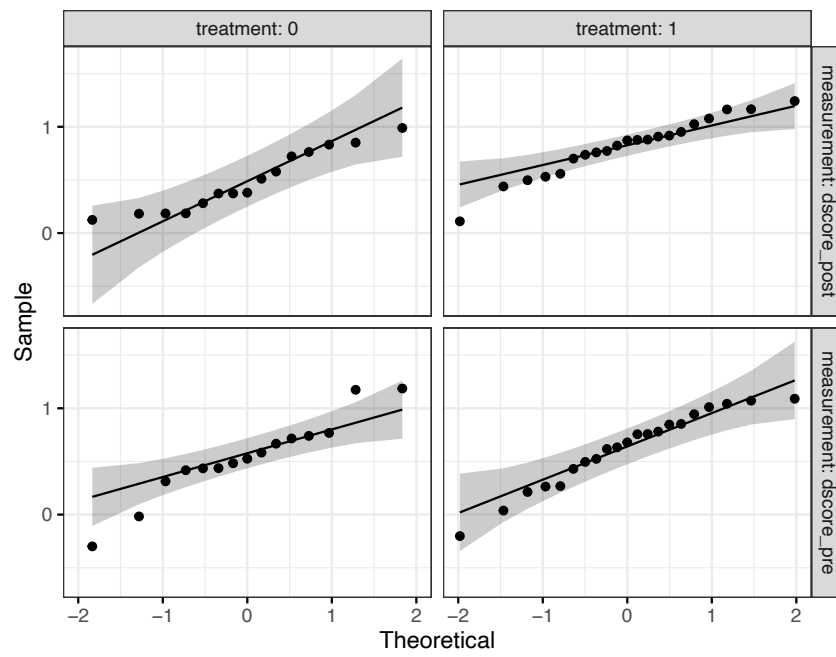 treatment: 0
treatment: 1
measurement: dscore_post
measurement: dscore_pre
1
0
1
0
−2
−1
0
1
2
−2
−1
0
1
2
Sample
Theoretical